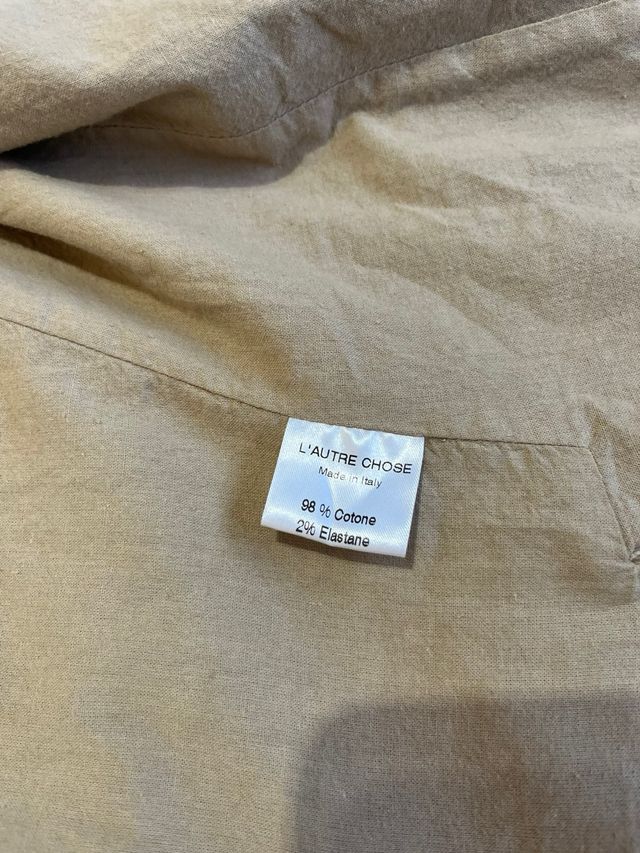 L'AUTRE CHOSE
Made in Italy
98 % Cotone
2% Elastane